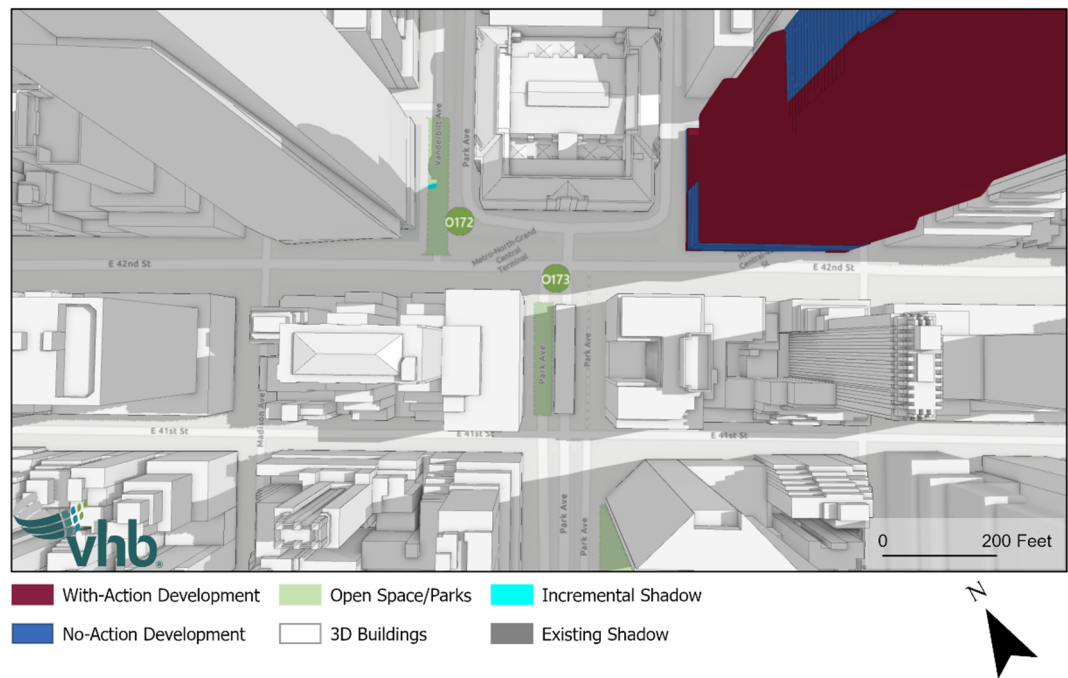 Vanderbilt Ave
Park Ave
O172
Metro-North-Grand
Central
Terminal
E 42nd St
E 42nd St
O173
Park Ave
Park Ave
Madison Ave
E 41st St
E 41st St
E 41st St
Park Ave
Park Ave
vhb®
0 200 Feet
With-Action Development
Open Space/Parks
Incremental Shadow
No-Action Development
3D Buildings
Existing Shadow
N